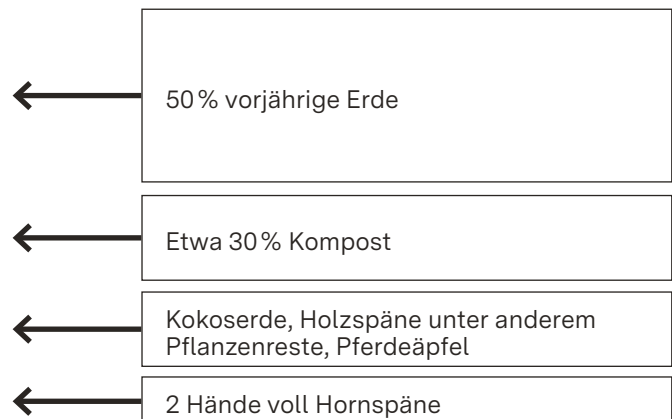 50 % vorjährige Erde
Etwa 30 % Kompost
Kokoserde, Holzspäne unter anderem
Pflanzenreste, Pferdeäpfel
2 Hände voll Hornspäne